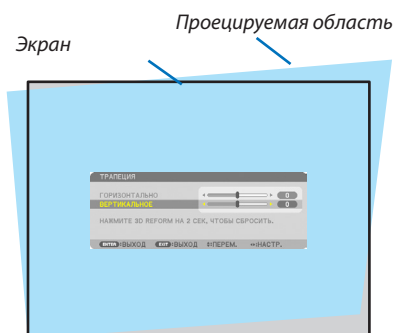 Проецируемая область
Экран
ТРАПЕЦИЯ
ГОРИЗОНТАЛЬНО 0
ВЕРТИКАЛЬНОЕ 0
НАЖМИТЕ 3D REFORM НА 2 СЕК, ЧТОБЫ СБРОСИТЬ.
ENTER :ВЫХОД EXIT :ВЫХОД ↕:ПЕРЕМ. ↔:НАСТР.